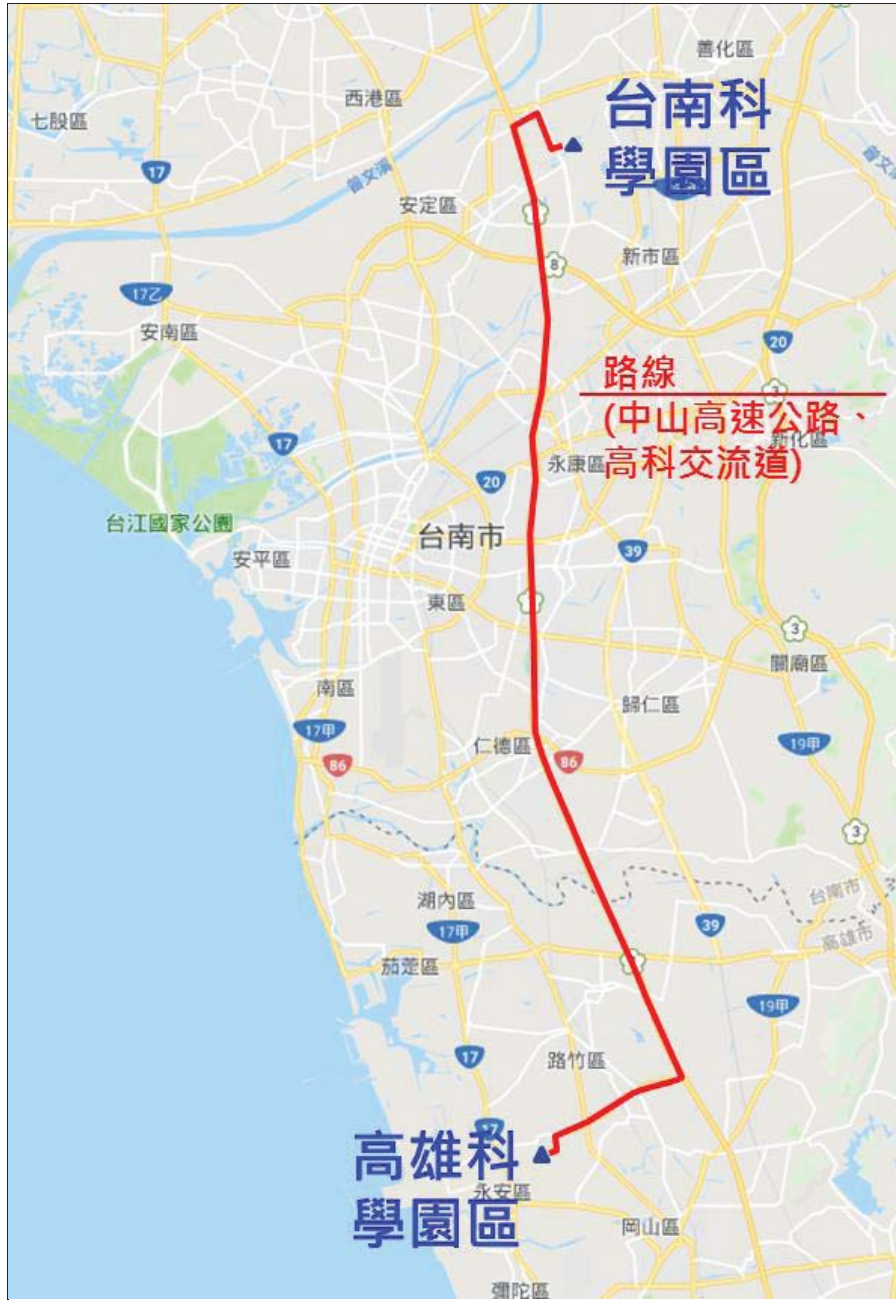 善化區
台南科
學園區
西港區
七股區
17
曾文溪
安定區
新市區
8
17乙
安南區
20
3
路線
(中山高速公路、
高科交流道)
新化區
17
永康區
20
台江國家公園
台南市
安平區
39
東區
3
關廟區
南區
歸仁區
17甲
仁德區
19甲
86
86
3
台南市
湖內區
39
17甲
高雄市
茄萣區
19甲
17
路竹區
17
高雄科
學園區
永安區
岡山區
彌陀區